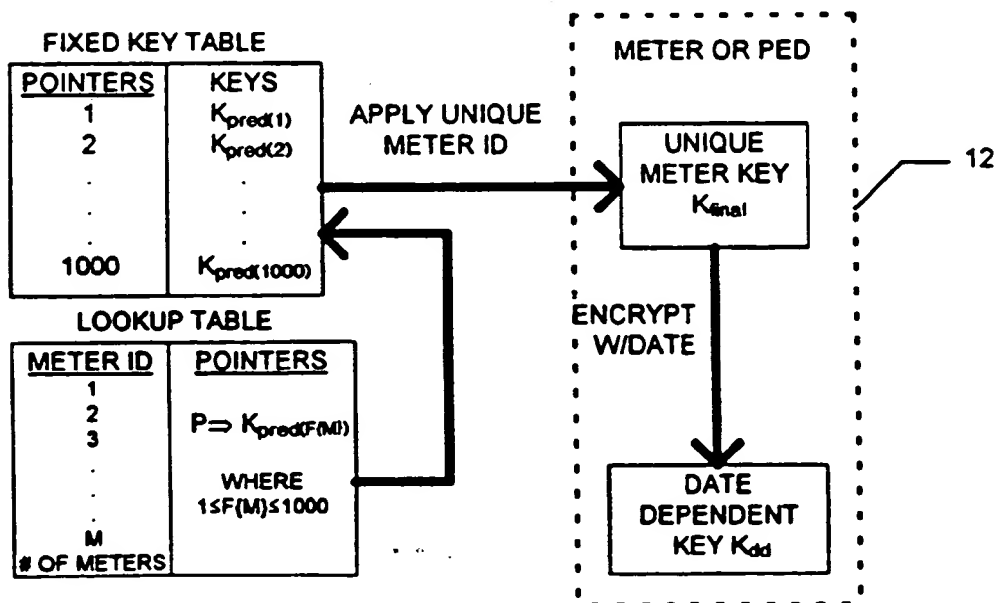 FIXED KEY TABLE
POINTERS KEYS
1 Kpred(1)
2 Kpred(2)
. .
. .
. .
1000 Kpred(1000)
APPLY UNIQUE
METER ID
LOOKUP TABLE
METER ID POINTERS
1
2
3
P⇒ Kpred(F{M})
.
.
.
WHERE
1≤F{M}≤1000
M
# OF METERS
METER OR PED
UNIQUE
METER KEY
Kfinal
12
ENCRYPT
W/DATE
DATE
DEPENDENT
KEY Kdd